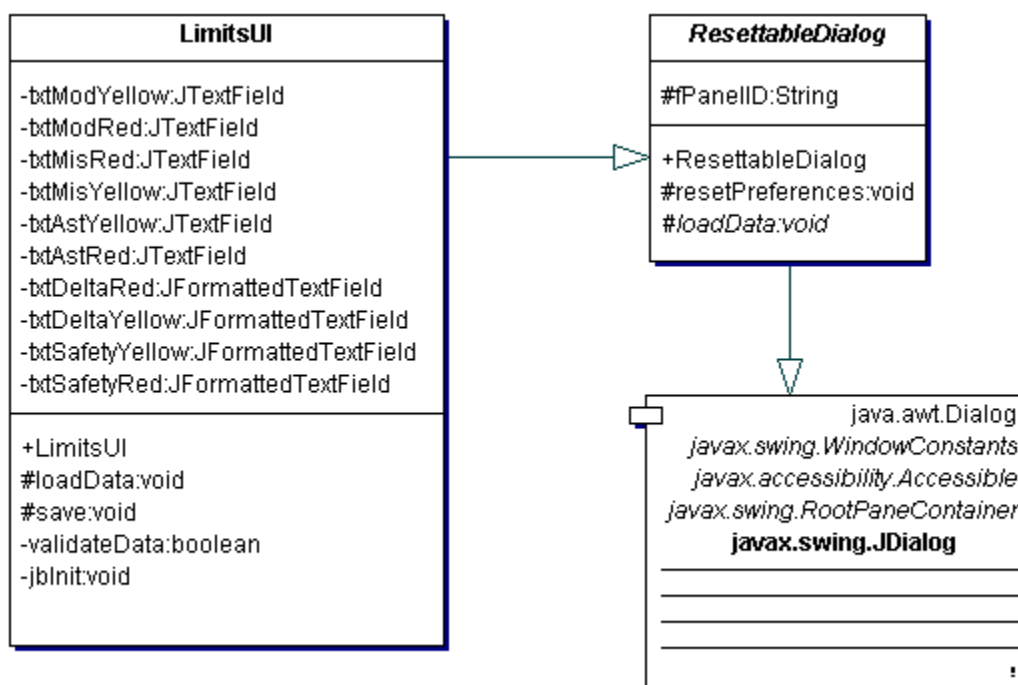 LimitsUI
-txtModYellow:JTextField
-txtModRed:JTextField
-txtMisRed:JTextField
-txtMisYellow:JTextField
-txtAstYellow:JTextField
-txtAstRed:JTextField
-txtDeltaRed:JFormattedTextField
-txtDeltaYellow:JFormattedTextField
-txtSafetyYellow:JFormattedTextField
-txtSafetyRed:JFormattedTextField
+LimitsUI
#loadData:void
#save:void
-validateData:boolean
-jbInit:void
ResettableDialog
#fPanelID:String
+ResettableDialog
#resetPreferences:void
#loadData:void
java.awt.Dialog
javax.swing.WindowConstants
javax.accessibility.Accessible
javax.swing.RootPaneContainer
javax.swing.JDialog